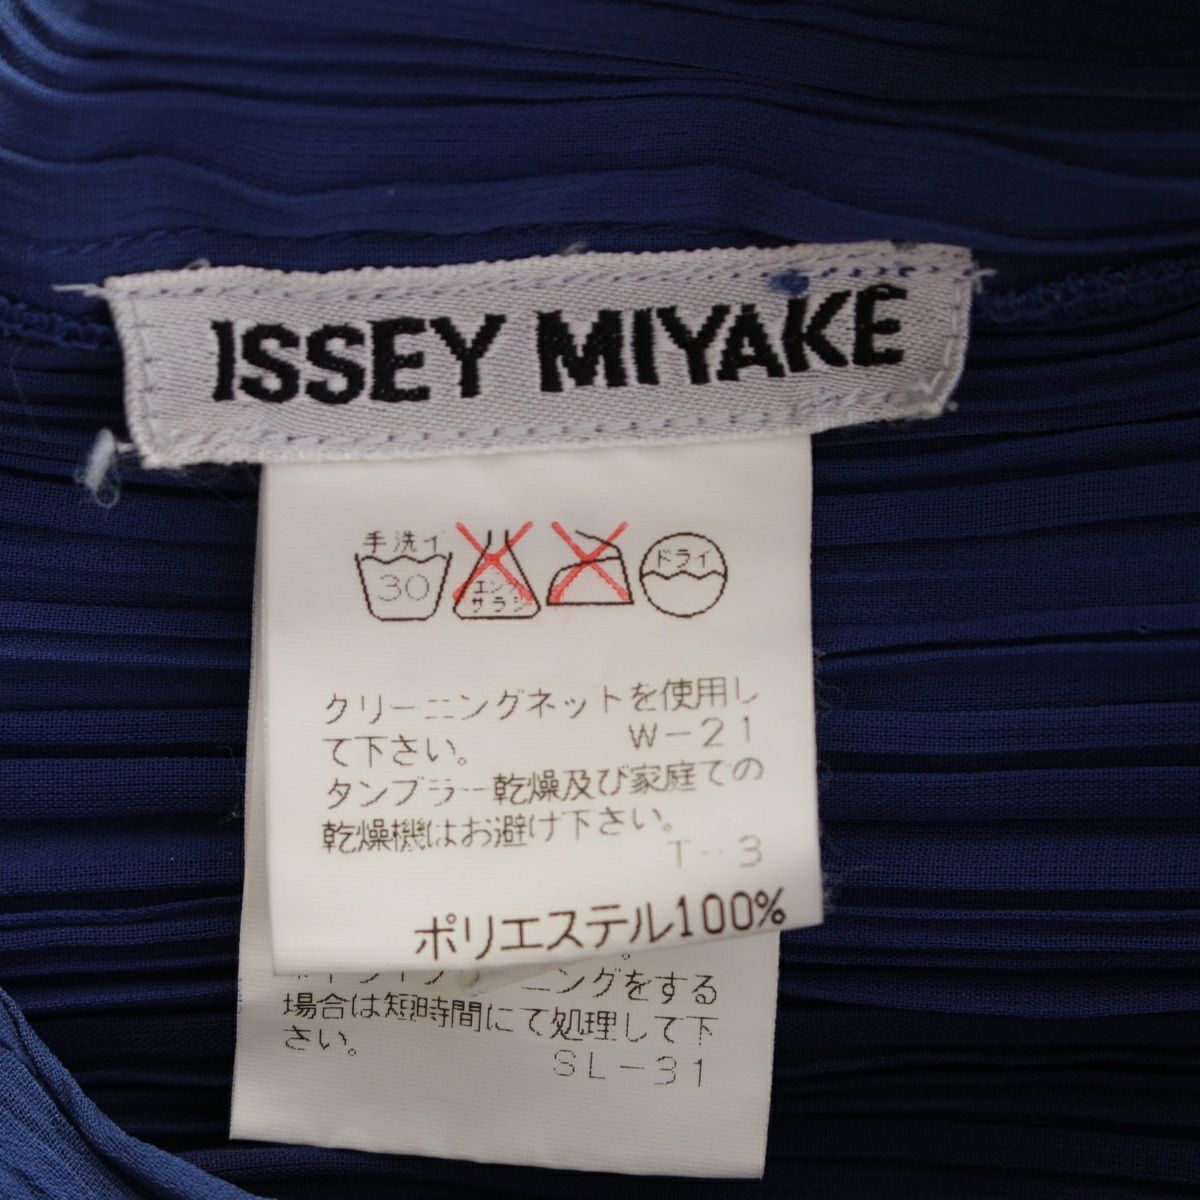 ISSEY MIYAKE
手洗イ
30
エンソ
サラシ
ドライ
クリーニングネットを使用し
て下さい。 W-21
タンブラー乾燥及び家庭での
乾燥機はお避け下さい。
T-3
ポリエステル100%
ニングをする
場合は短時間にて処理して下
さい。
SL-31